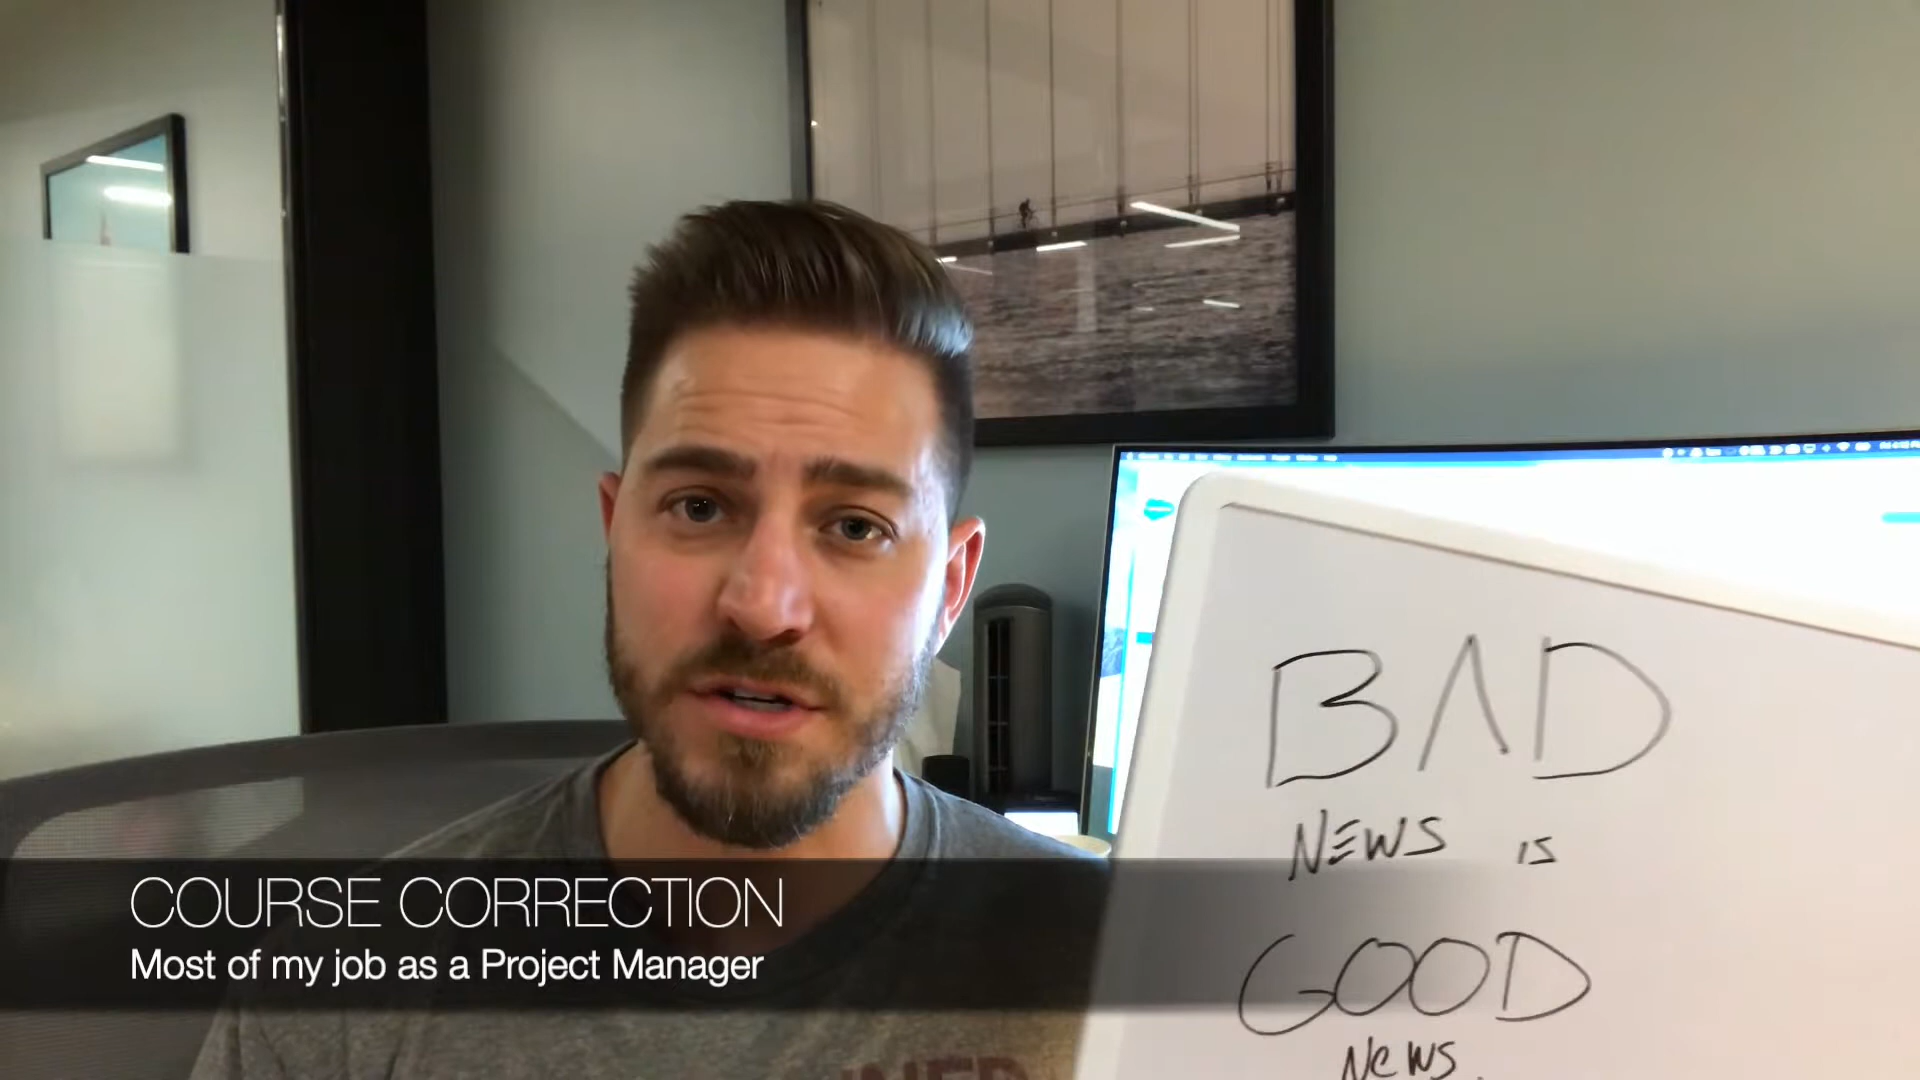 BAD
NEWS IS
GOOD
NEWS.
COURSE CORRECTION
Most of my job as a Project Manager